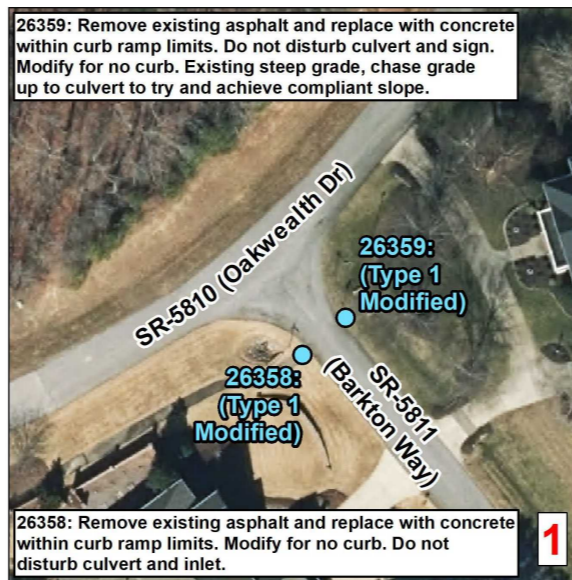 26359: Remove existing asphalt and replace with concrete
within curb ramp limits. Do not disturb culvert and sign.
Modify for no curb. Existing steep grade, chase grade
up to culvert to try and achieve compliant slope.
SR-5810 (Oakwealth Dr)
26359:
(Type 1
Modified)
26358:
(Type 1
Modified)
SR-5811
(Barkton Way)
26358: Remove existing asphalt and replace with concrete
within curb ramp limits. Modify for no curb. Do not
disturb culvert and inlet.
1